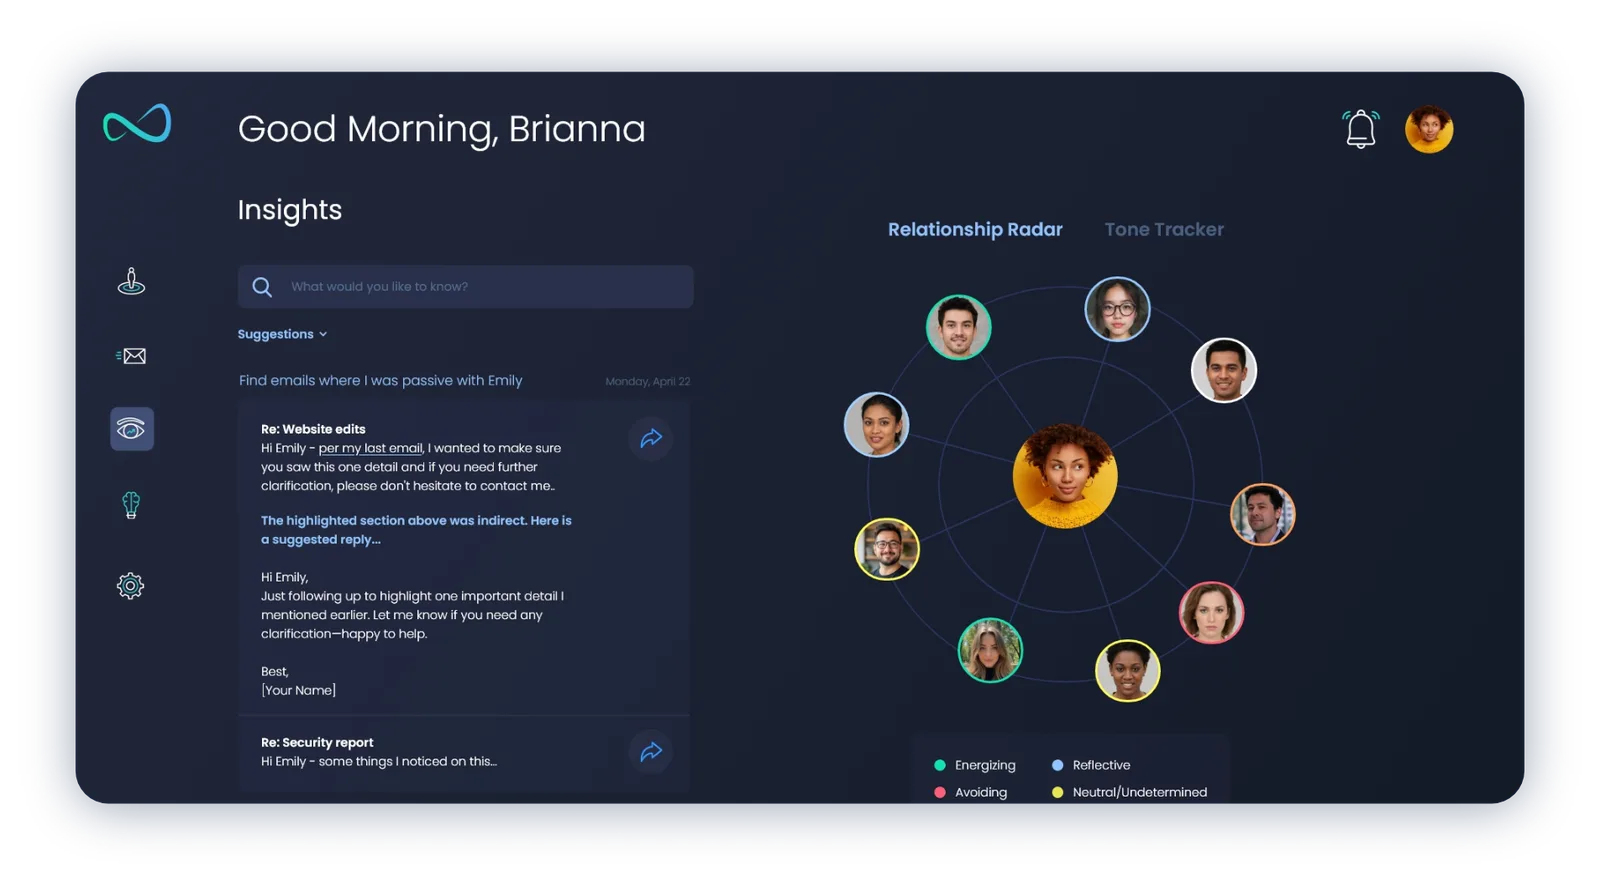 Good Morning, Brianna
Insights
What would you like to know?
Suggestions
Find emails where I was passive with Emily
Monday, April 22
Re: Website edits
Hi Emily - per my last email, I wanted to make sure
you saw this one detail and if you need further
clarification, please don't hesitate to contact me..
The highlighted section above was indirect. Here is
a suggested reply...
Hi Emily,
Just following up to highlight one important detail I
mentioned earlier. Let me know if you need any
clarification—happy to help.
Best,
[Your Name]
Re: Security report
Hi Emily - some things I noticed on this...
Relationship Radar
Tone Tracker
Energizing
Reflective
Avoiding
Neutral/Undetermined